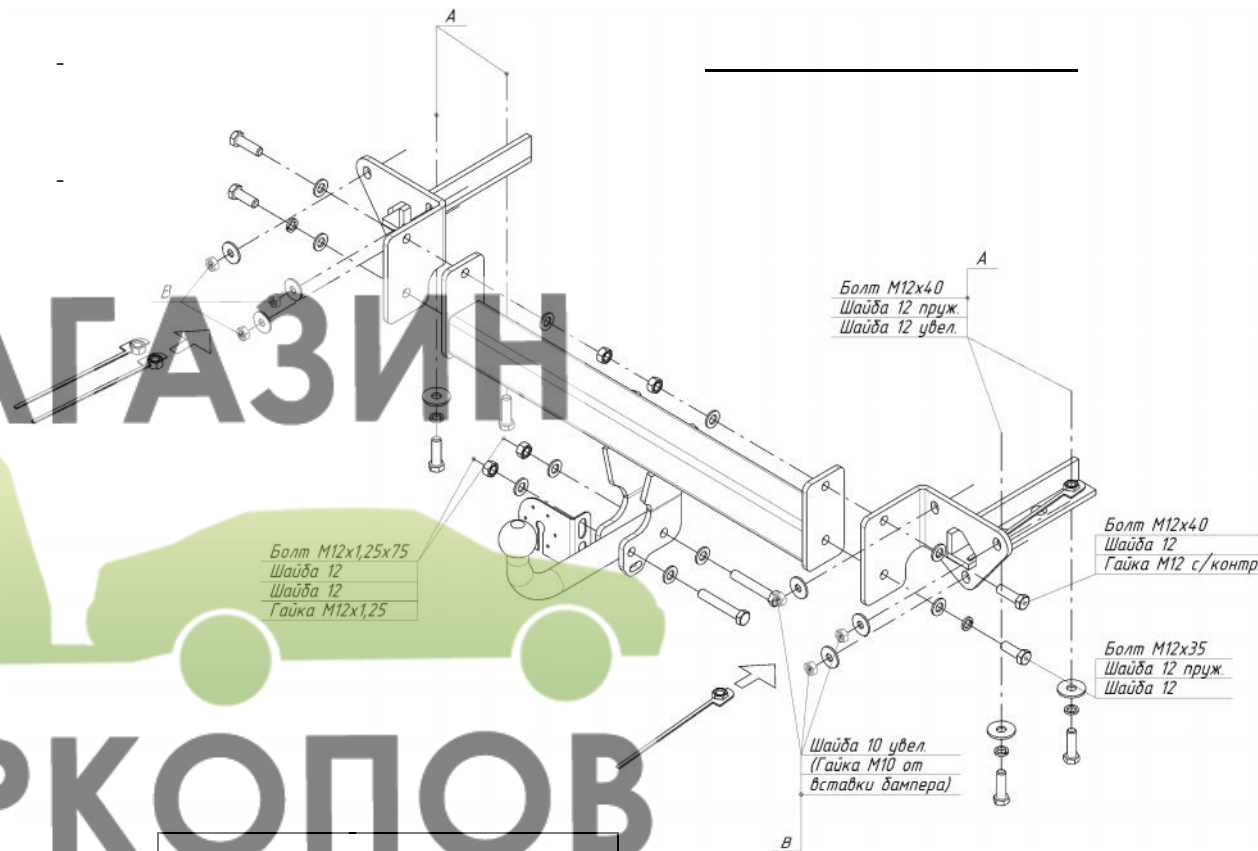 А
А
Болт М12х40
Шайба 12 пруж.
Шайба 12 увел.
В
АГАЗИН
Болт М12х1,25х75
Шайба 12
Шайба 12
Гайка М12х1,25
Болт М12х40
Шайба 12
Гайка М12 с/контр
Болт М12х35
Шайба 12 пруж.
Шайба 12
Шайба 10 увел.
(Гайка М10 от
вставки бампера)
РКОПОВ
В